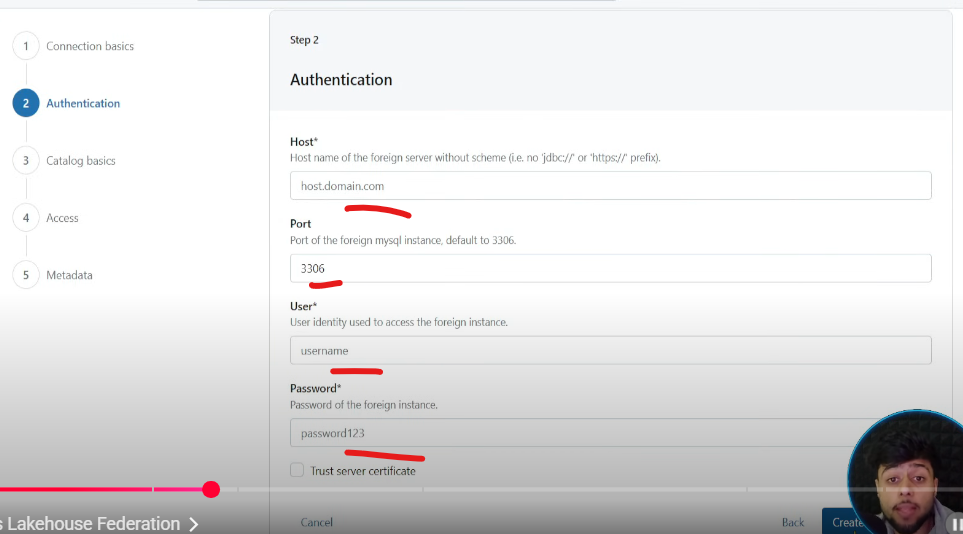 1 Connection basics
2 Authentication
3 Catalog basics
4 Access
5 Metadata
Step 2
Authentication
Host*
Host name of the foreign server without scheme (i.e. no 'jdbc://' or 'https://' prefix).
host.domain.com
Port
Port of the foreign mysql instance, default to 3306.
3306
User*
User identity used to access the foreign instance.
username
Password*
Password of the foreign instance.
password123
Trust server certificate
s Lakehouse Federation
Cancel
Back
Create